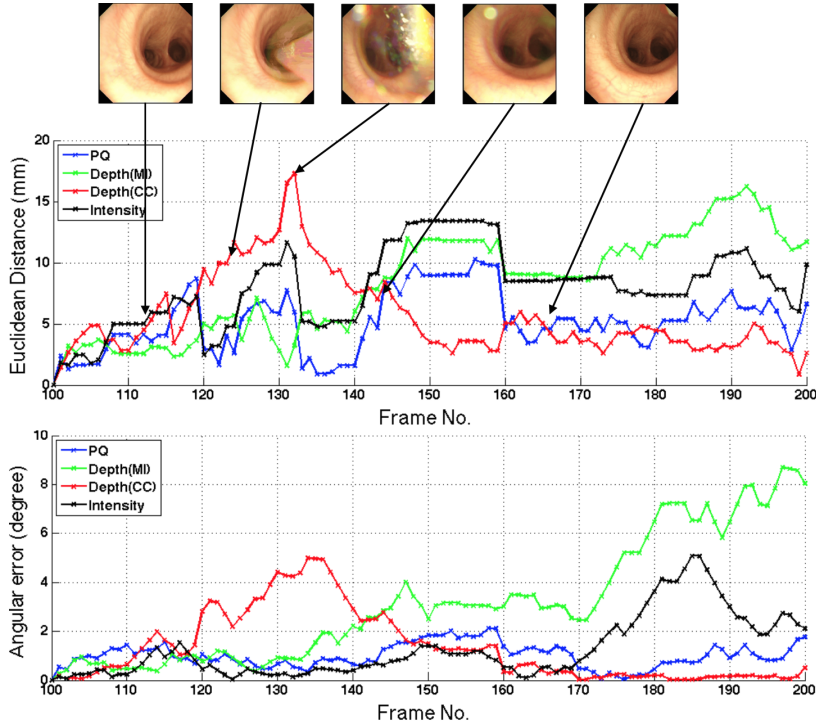 20
15
10
5
0
Euclidean Distance (mm)
PQ
Depth(MI)
Depth(CC)
Intensity
100 110 120 130 140 150 160 170 180 190 200
Frame No.
10
8
6
4
2
0
Angular error (degree)
PQ
Depth(MI)
Depth(CC)
Intensity
100 110 120 130 140 150 160 170 180 190 200
Frame No.